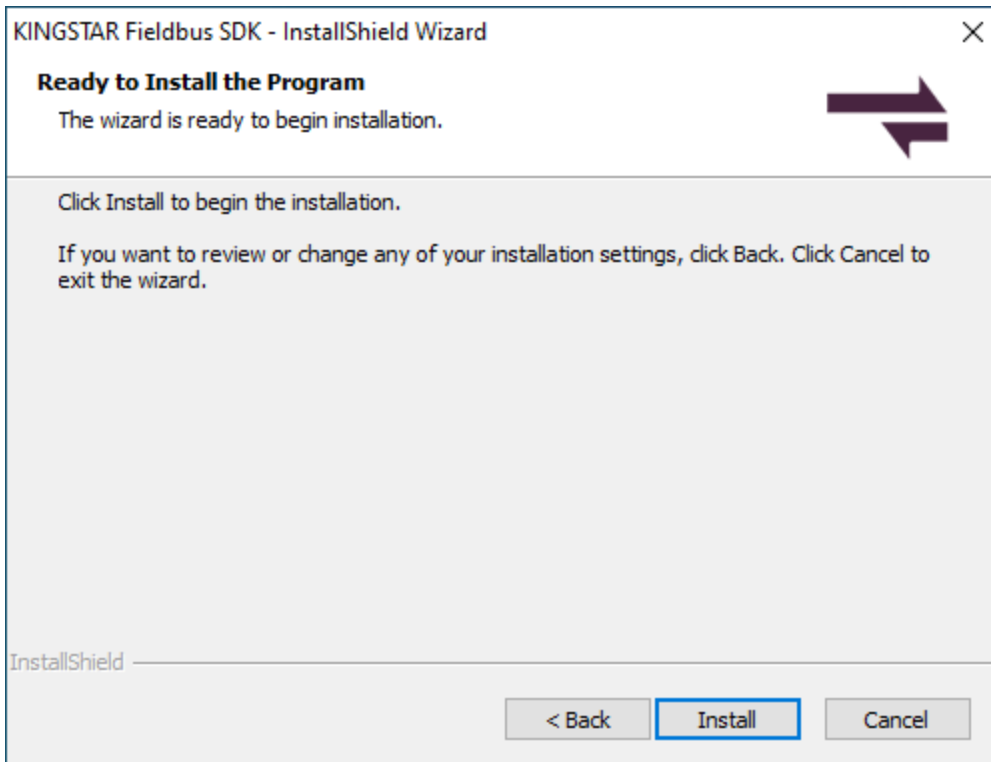 KINGSTAR Fieldbus SDK - InstallShield Wizard
Ready to Install the Program
The wizard is ready to begin installation.
Click Install to begin the installation.
If you want to review or change any of your installation settings, click Back. Click Cancel to
exit the wizard.
InstallShield
< Back
Install
Cancel